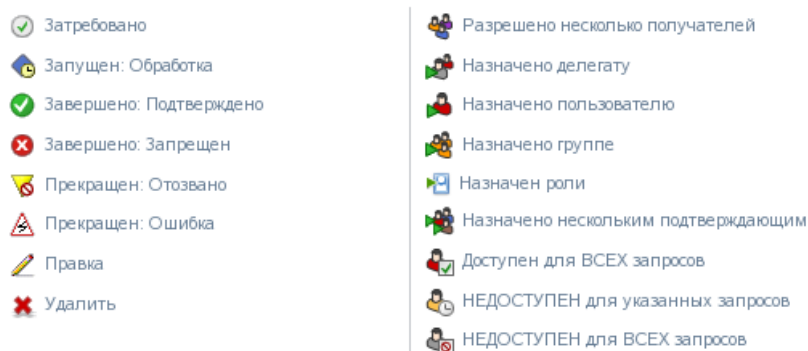 Затребовано
Запущен: Обработка
Завершено: Подтверждено
Завершено: Запрещен
Прекращен: Отозвано
Прекращен: Ошибка
Правка
Удалить
Разрешено несколько получателей
Назначено делегату
Назначено пользователю
Назначено группе
Назначен роли
Назначено нескольким подтверждающим
Доступен для ВСЕХ запросов
НЕДОСТУПЕН для указанных запросов
НЕДОСТУПЕН для ВСЕХ запросов